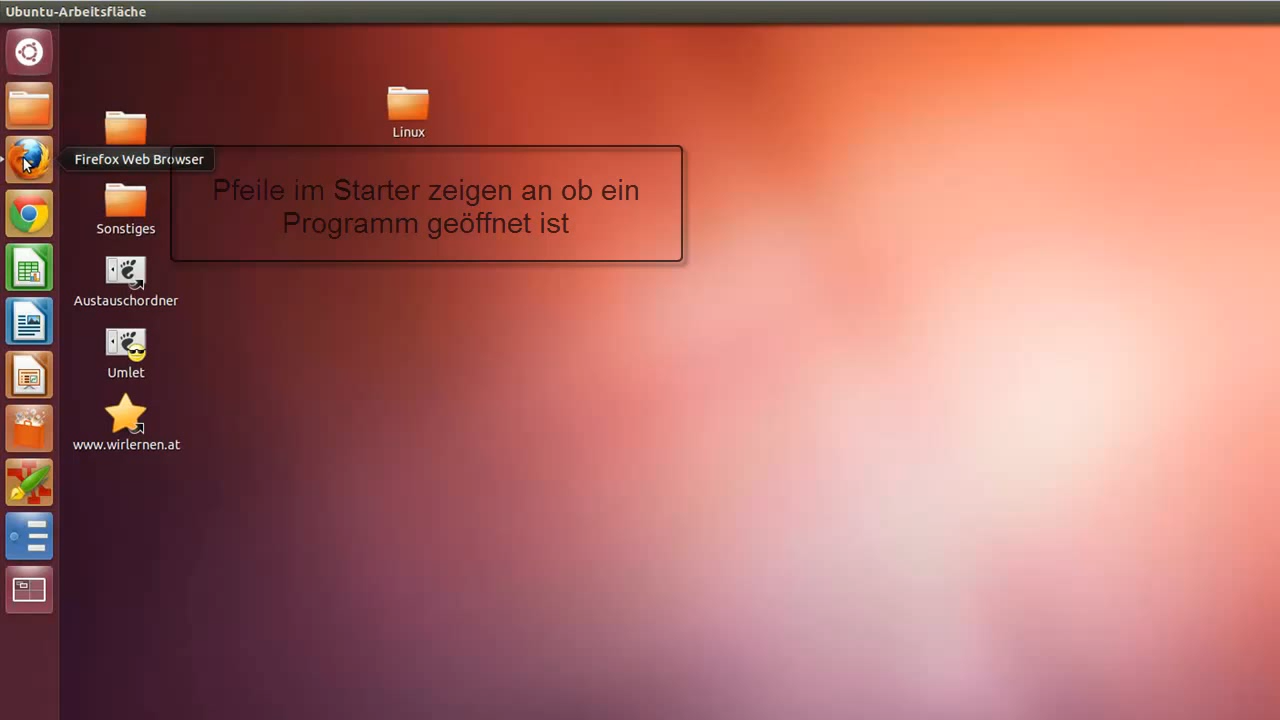 Ubuntu-Arbeitsfläche
Linux
Firefox Web Browser
Pfeile im Starter zeigen an ob ein
Programm geöffnet ist
Sonstiges
Austauschordner
Umlet
www.wirlernen.at